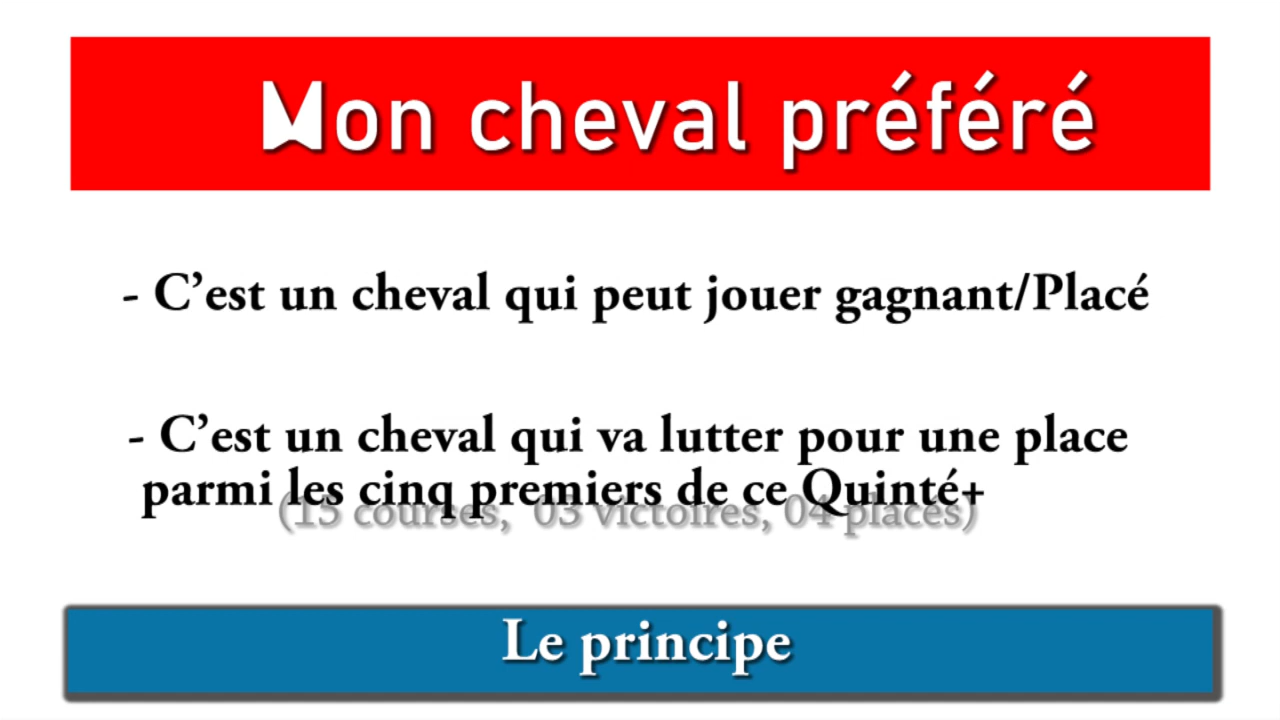 Mon cheval préféré
- C’est un cheval qui peut jouer gagnant/Placé
- C’est un cheval qui va lutter pour une place
parmi les cinq premiers de ce Quinté+
(15 courses, 03 victoires, 04 placés)
Le principe